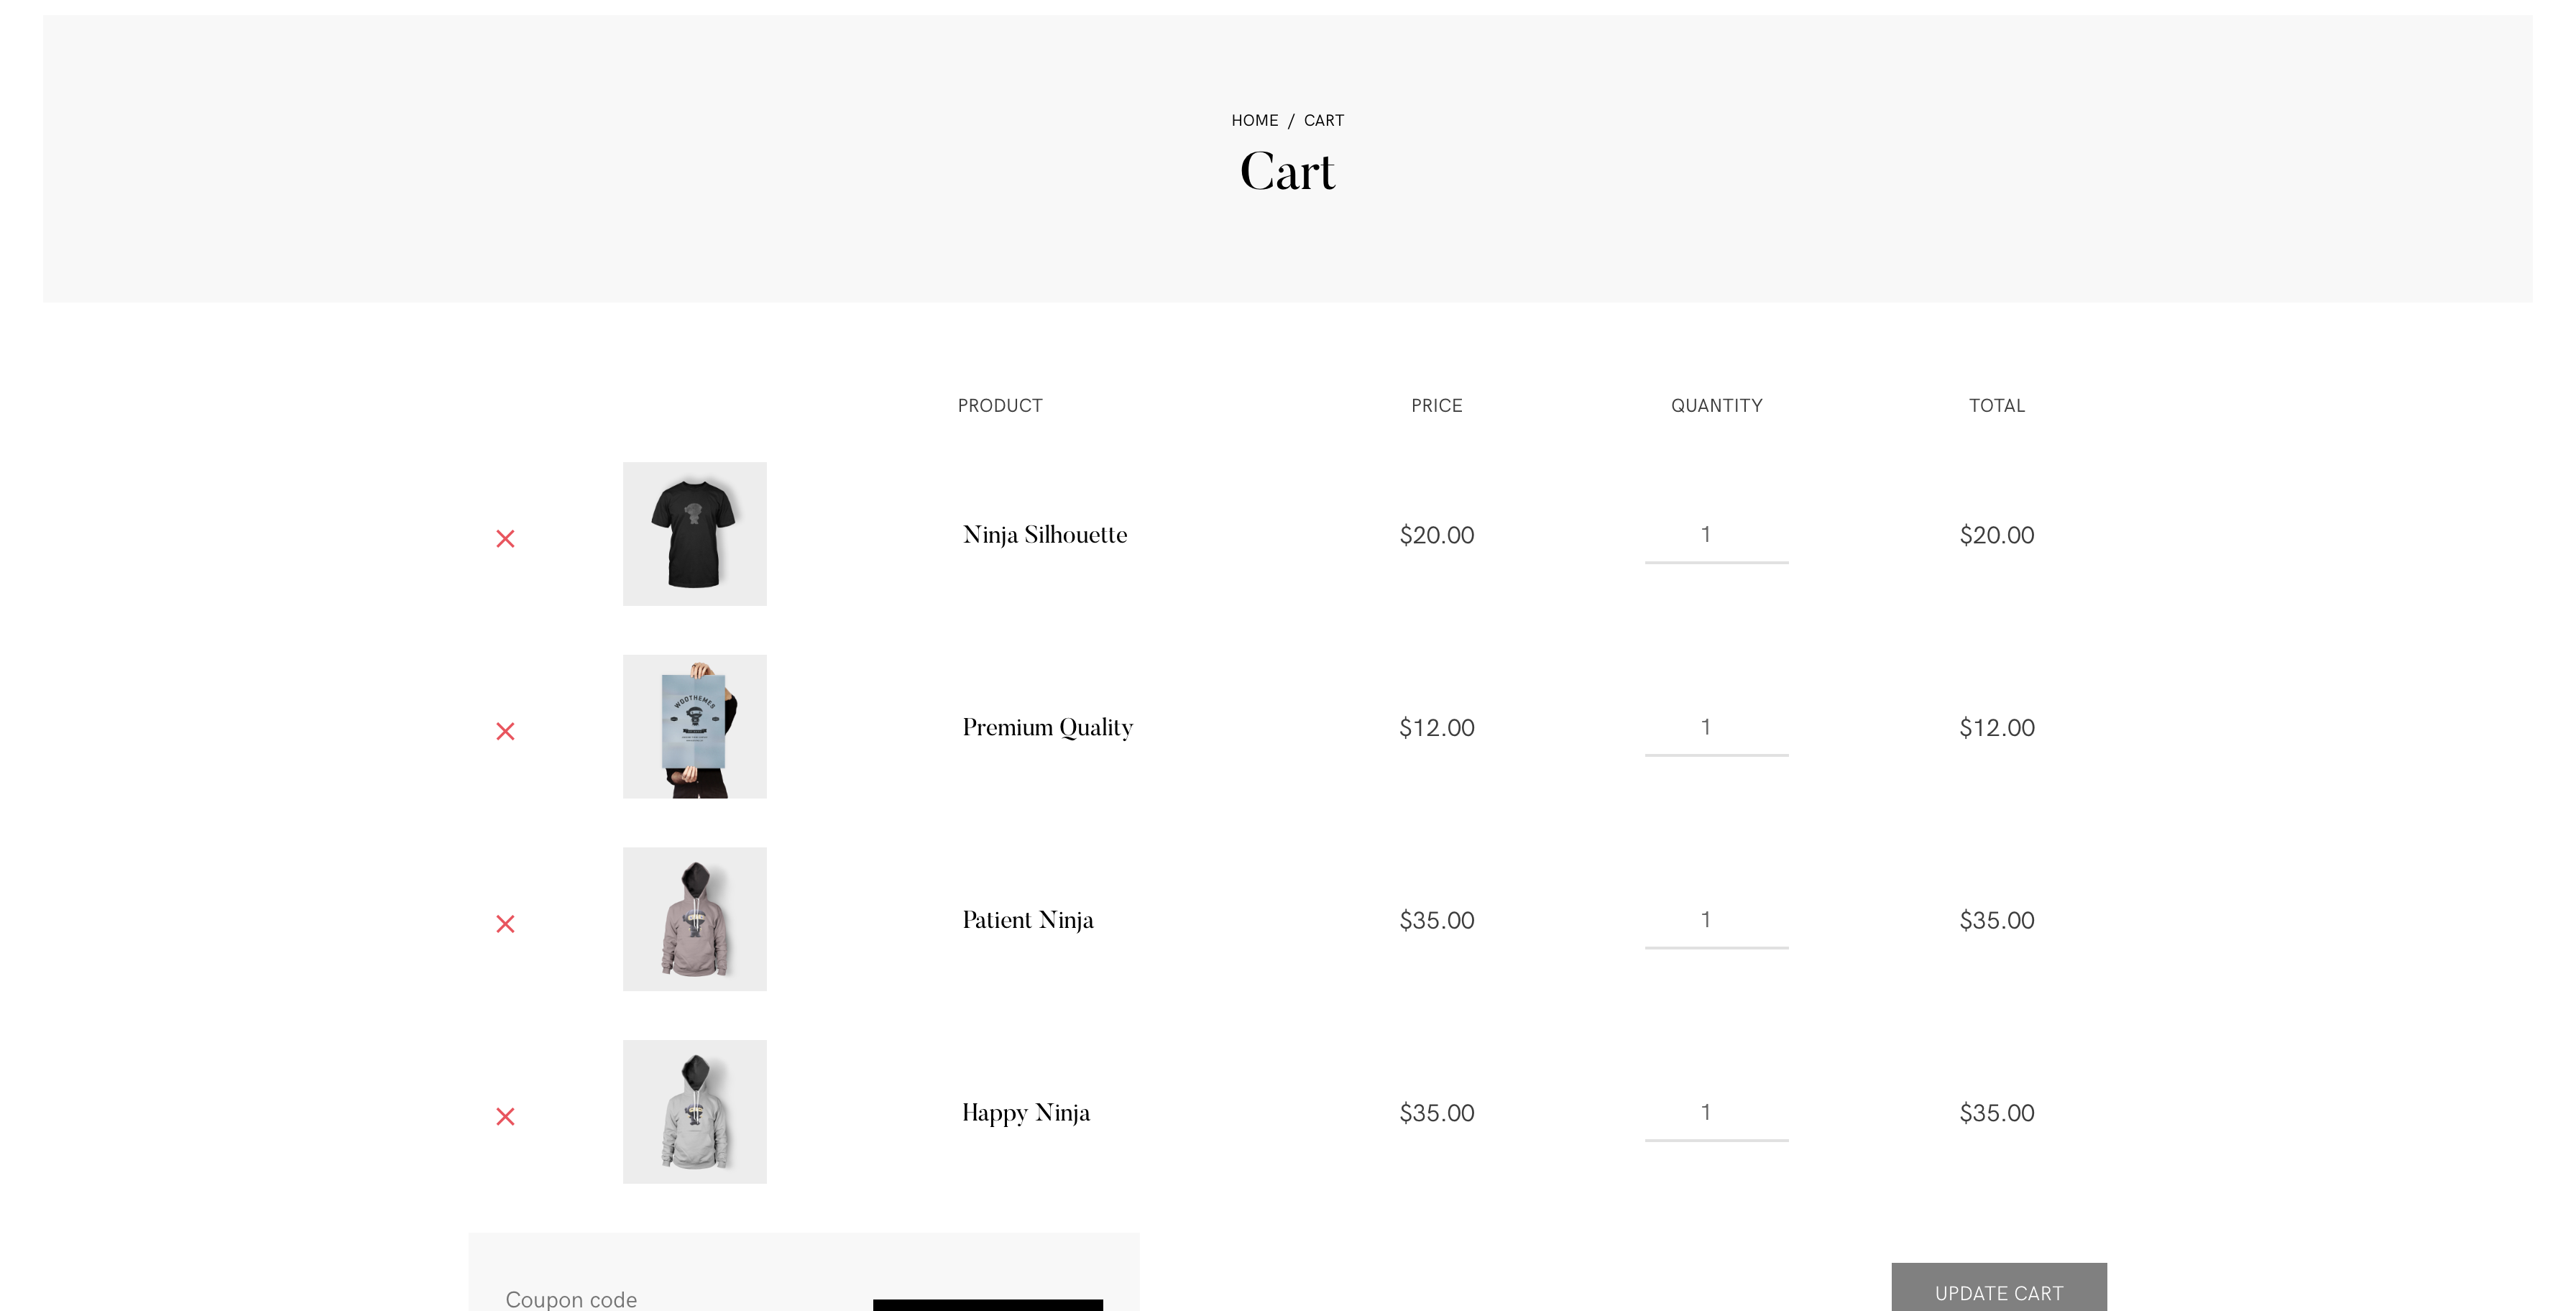 HOME / CART
Cart
PRODUCT PRICE QUANTITY TOTAL
Ninja Silhouette $20.00 1 $20.00
WOOTHEMES
Premium Quality $12.00 1 $12.00
Patient Ninja $35.00 1 $35.00
Happy Ninja $35.00 1 $35.00
Coupon code
UPDATE CART